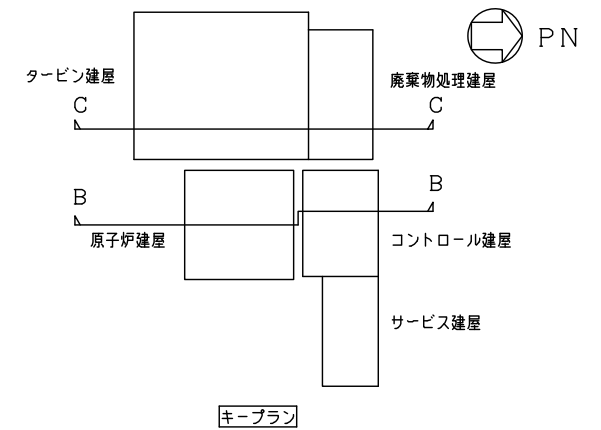 PN
タービン建屋
廃棄物処理建屋
C
C
B
B
原子炉建屋
コントロール建屋
サービス建屋
キープラン